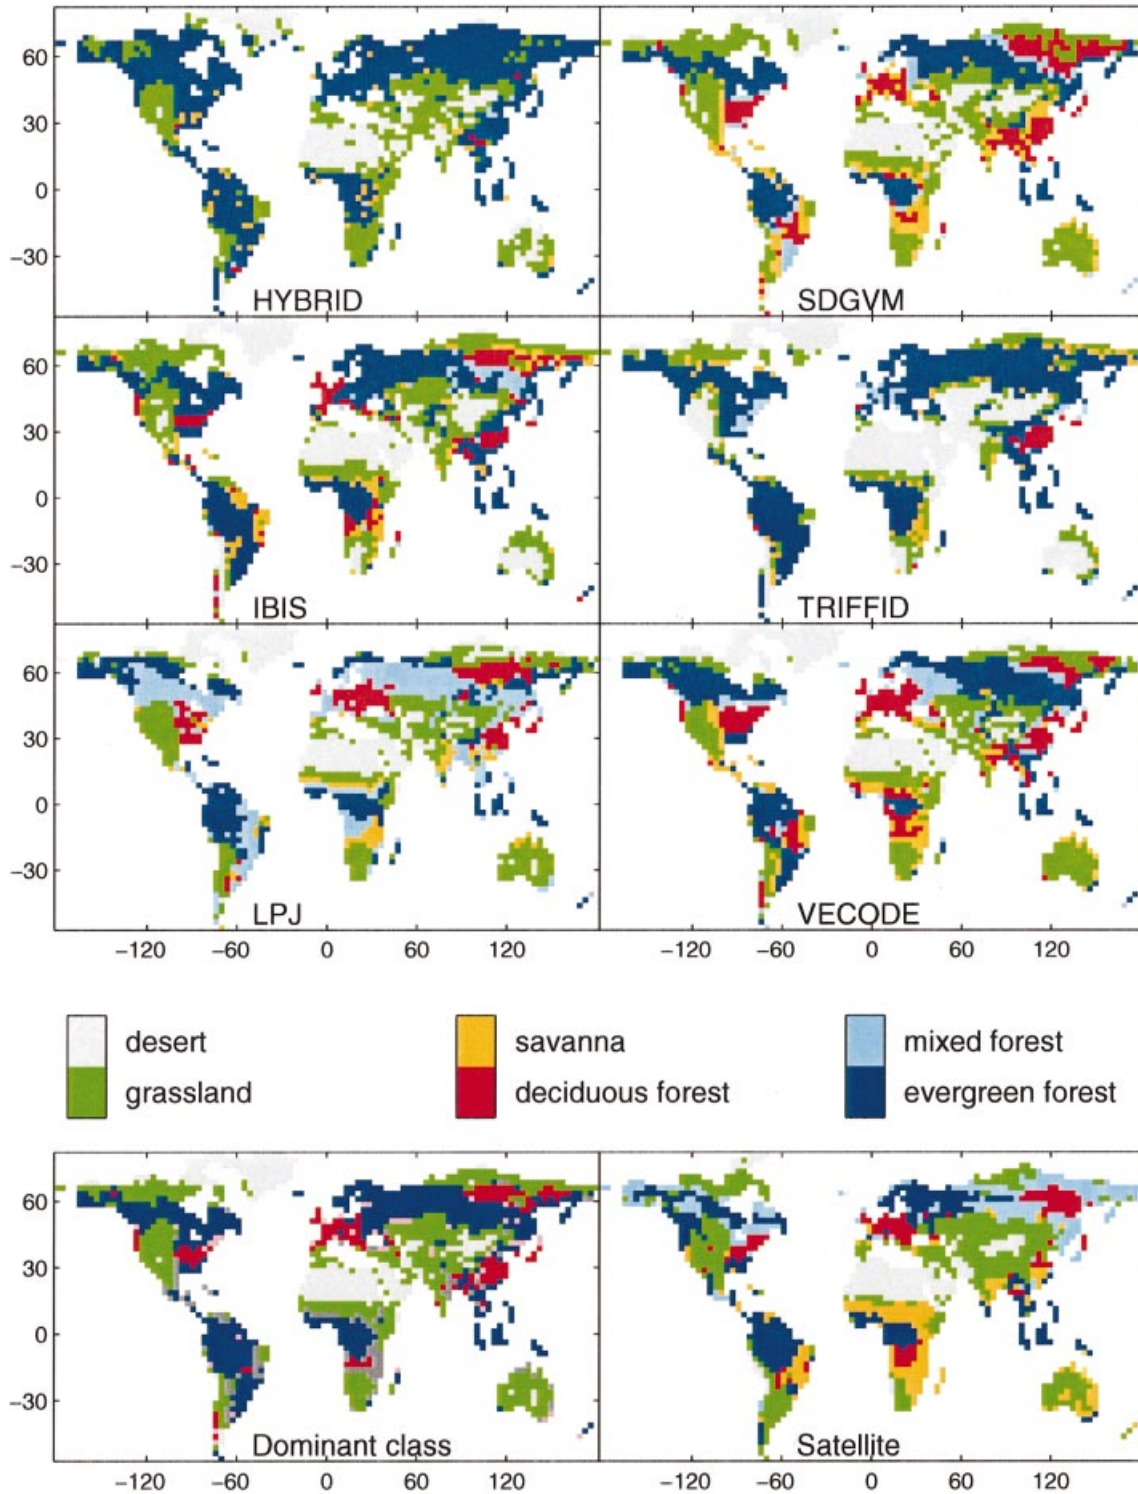 60
30
0
−30
HYBRID
SDGVM
60
30
0
−30
IBIS
TRIFFID
60
30
0
−30
LPJ
VECODE
−120 −60 0 60 120 −120 −60 0 60 120
desert savanna mixed forest
grassland deciduous forest evergreen forest
60
30
0
−30
Dominant class
Satellite
−120 −60 0 60 120 −120 −60 0 60 120